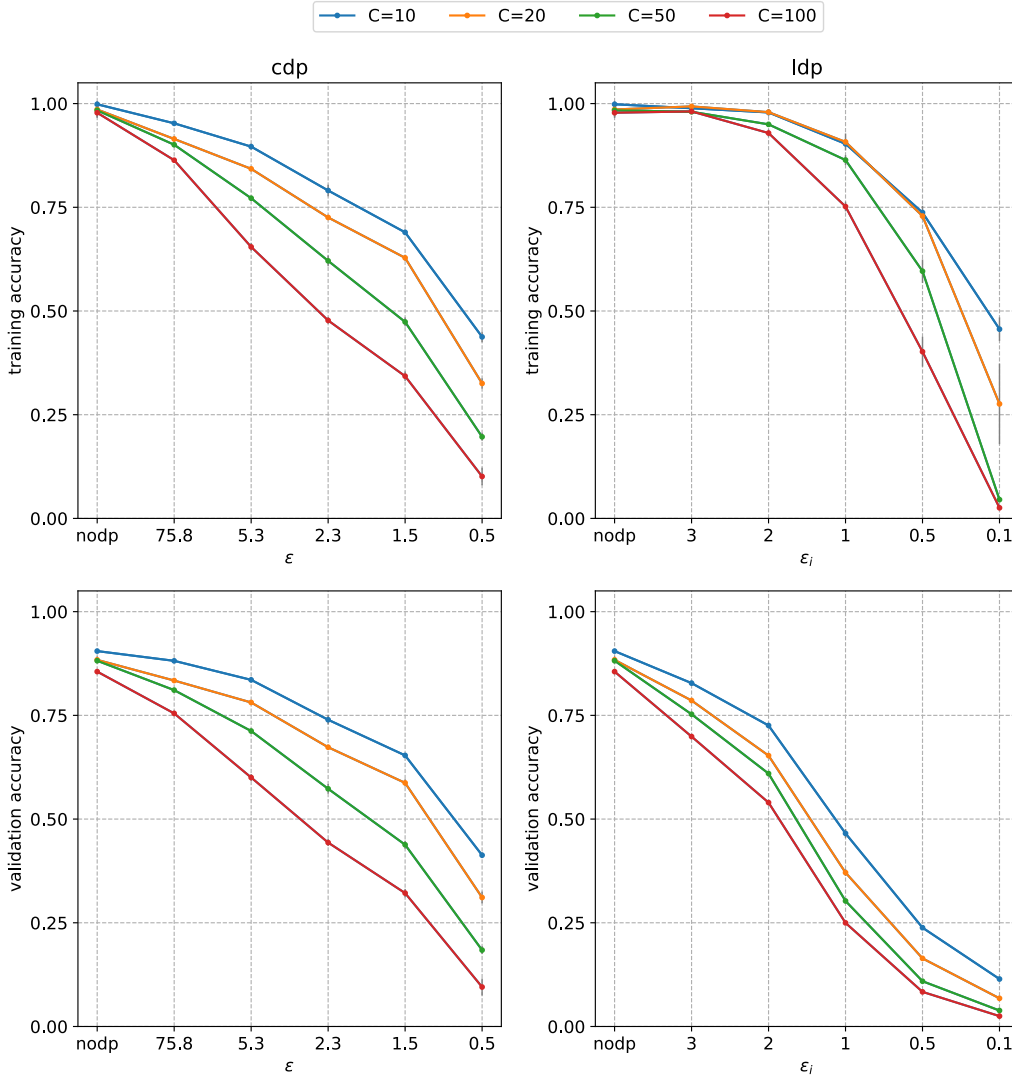 C=10 C=20 C=50 C=100
cdp
1.00
0.75
0.50
0.25
0.00
training accuracy
nodp 75.8 5.3 2.3 1.5 0.5
ε
ldp
1.00
0.75
0.50
0.25
0.00
training accuracy
nodp 3 2 1 0.5 0.1
εi
1.00
0.75
0.50
0.25
0.00
validation accuracy
nodp 75.8 5.3 2.3 1.5 0.5
ε
1.00
0.75
0.50
0.25
0.00
validation accuracy
nodp 3 2 1 0.5 0.1
εi